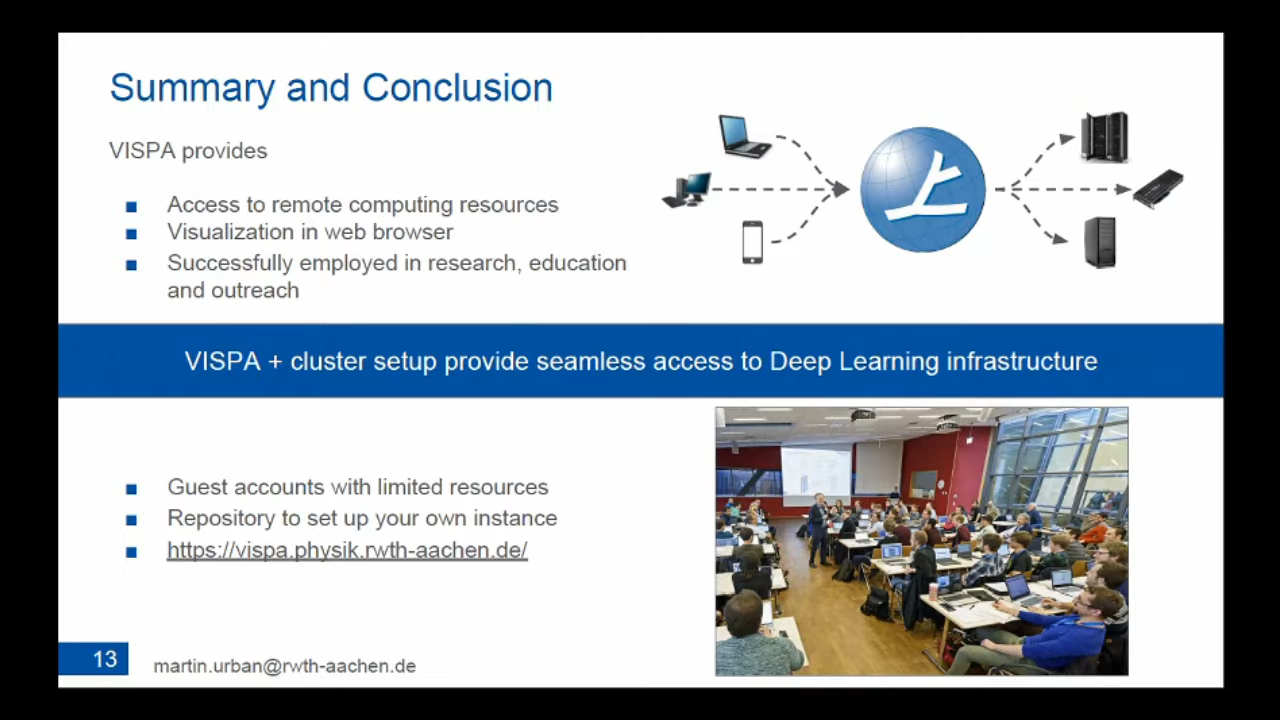 Summary and Conclusion
VISPA provides
Access to remote computing resources
Visualization in web browser
Successfully employed in research, education
and outreach
VISPA + cluster setup provide seamless access to Deep Learning infrastructure
Guest accounts with limited resources
Repository to set up your own instance
https://vispa.physik.rwth-aachen.de/
13
martin.urban@rwth-aachen.de